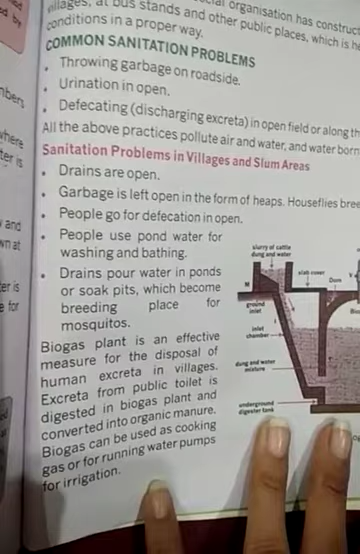 villages, at bus stands and other public places, which is
conditions in a proper way.
COMMON SANITATION PROBLEMS
• Throwing garbage on roadside.
• Urination in open.
• Defecating (discharging excreta) in open field or along
All the above practices pollute air and water, and water
Sanitation Problems in Villages and Slum Areas
• Drains are open.
• Garbage is left open in the form of heaps. Houseflies
• People go for defecation in open.
• People use pond water for
washing and bathing.
• Drains pour water in ponds
or soak pits, which become
breeding place for
mosquitos.
Biogas plant is an effective
measure for the disposal of
human excreta in villages.
Excreta from public toilet is
digested in biogas plant and
converted into organic manure.
Biogas can be used as cooking
gas or for running water pumps
for irrigation.
slurry of cattle
dung and water
slab cover
Dom
M
ground
inlet
inlet
chamber
dung and water
mixture
underground
digester tank